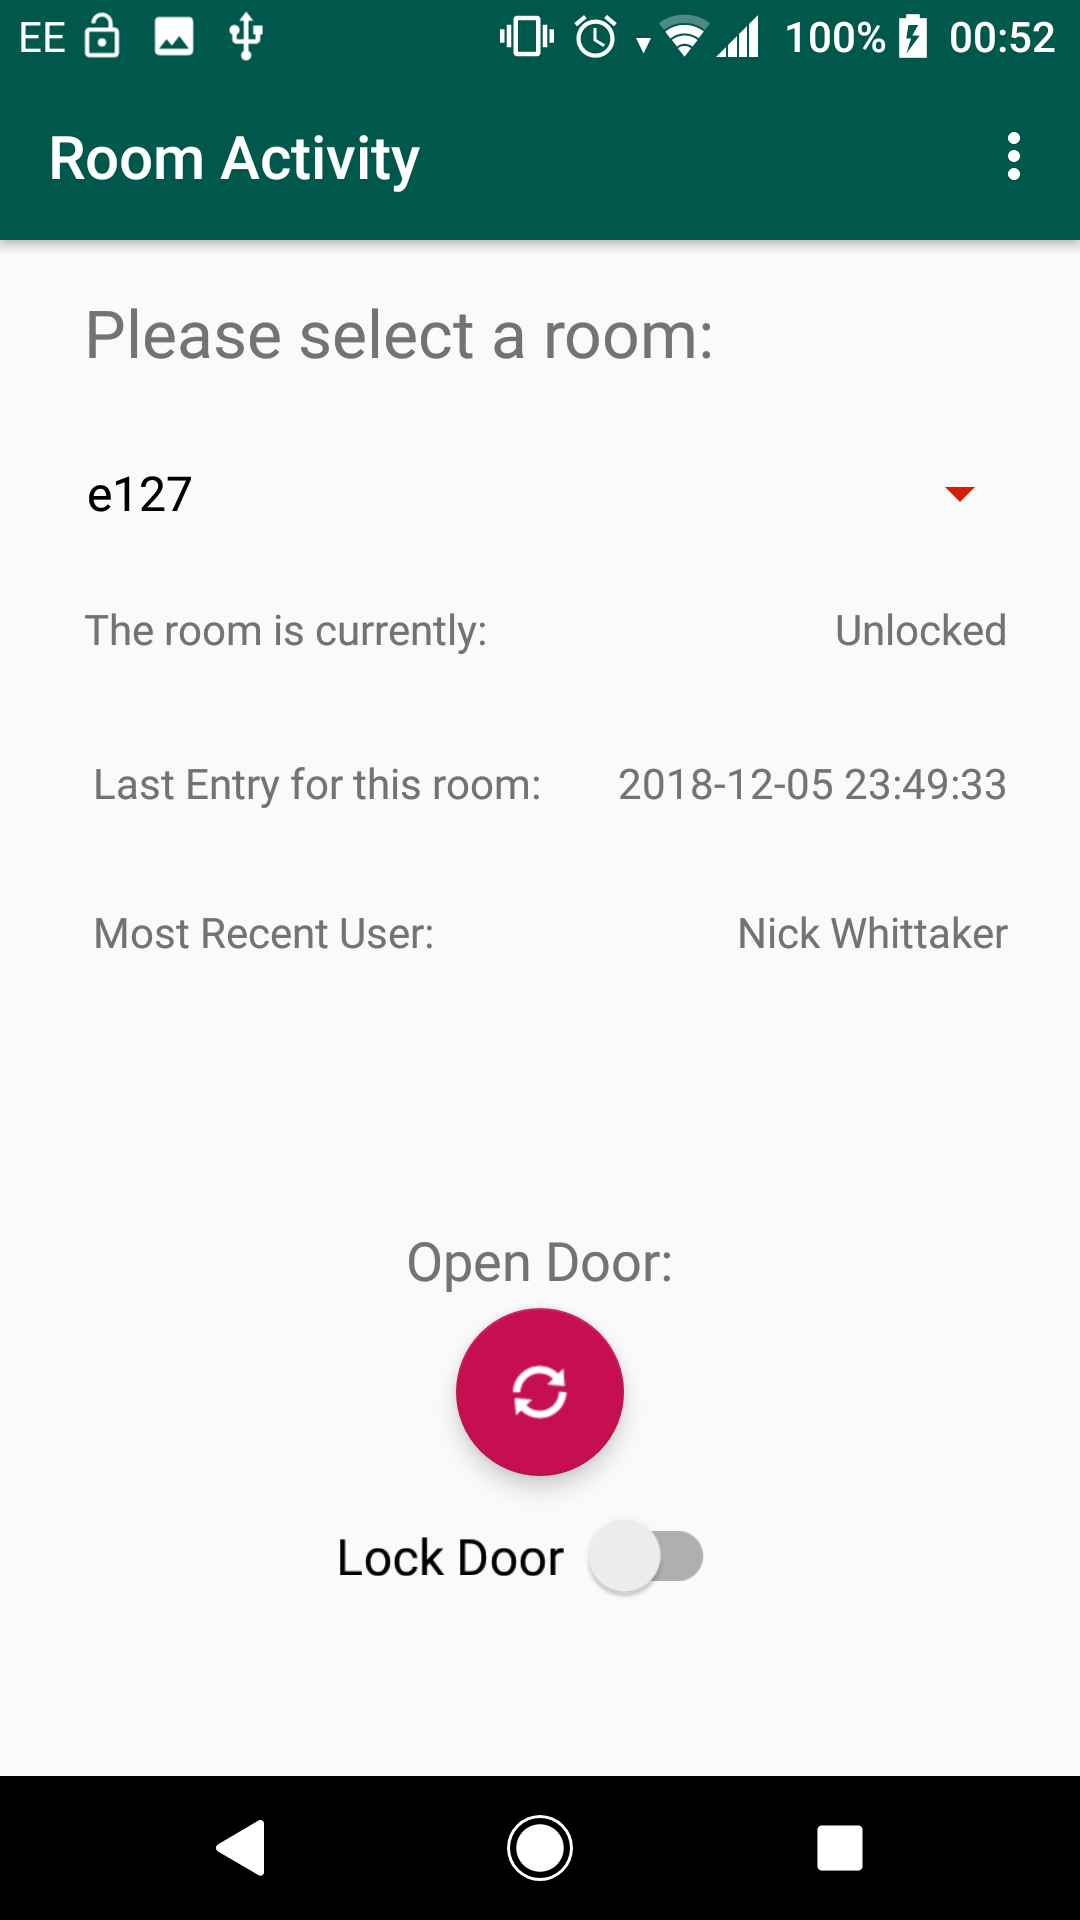 EE 100% 00:52
Room Activity
Please select a room:
e127
The room is currently: Unlocked
Last Entry for this room: 2018-12-05 23:49:33
Most Recent User: Nick Whittaker
Open Door:
Lock Door